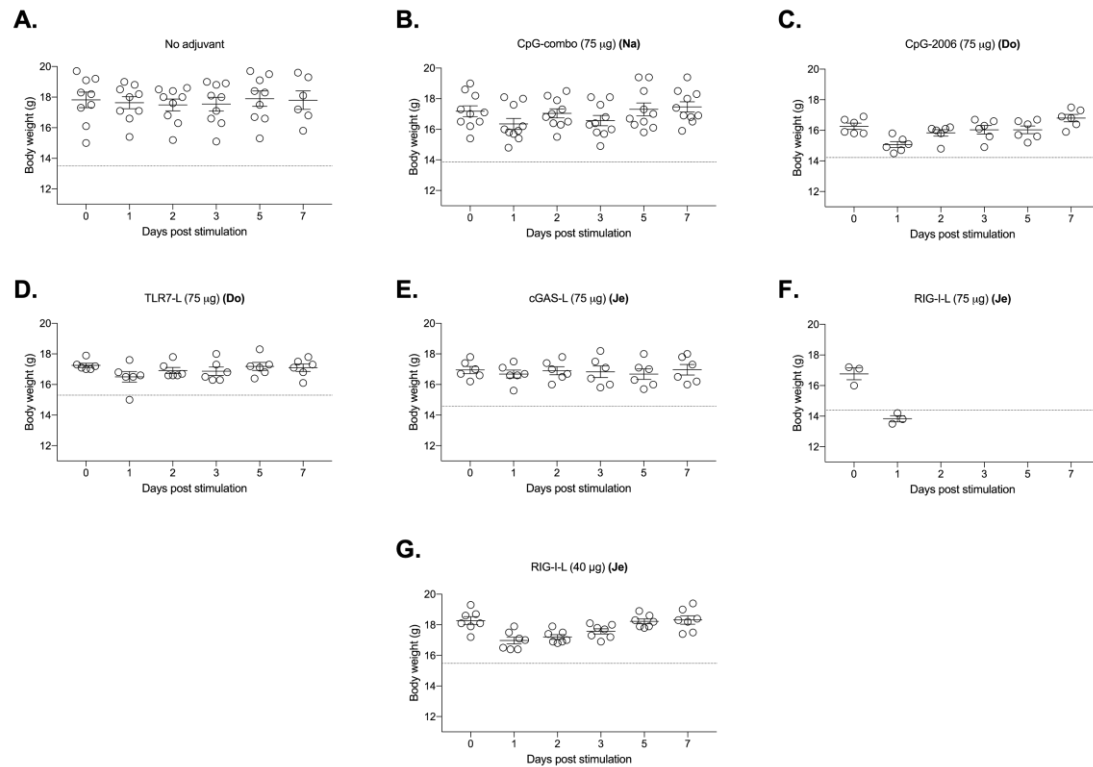 A.
No adjuvant
Body weight (g)
20
18
16
14
12
0 1 2 3 5 7
Days post stimulation
B.
CpG-combo (75 μg) (Na)
Body weight (g)
20
18
16
14
12
0 1 2 3 5 7
Days post stimulation
C.
CpG-2006 (75 μg) (Do)
Body weight (g)
20
18
16
14
12
0 1 2 3 5 7
Days post stimulation
D.
TLR7-L (75 μg) (Do)
Body weight (g)
20
18
16
14
12
0 1 2 3 5 7
Days post stimulation
E.
cGAS-L (75 μg) (Je)
Body weight (g)
20
18
16
14
12
0 1 2 3 5 7
Days post stimulation
F.
RIG-I-L (75 μg) (Je)
Body weight (g)
20
18
16
14
12
0 1 2 3 5 7
Days post stimulation
G.
RIG-I-L (40 μg) (Je)
Body weight (g)
20
18
16
14
12
0 1 2 3 5 7
Days post stimulation